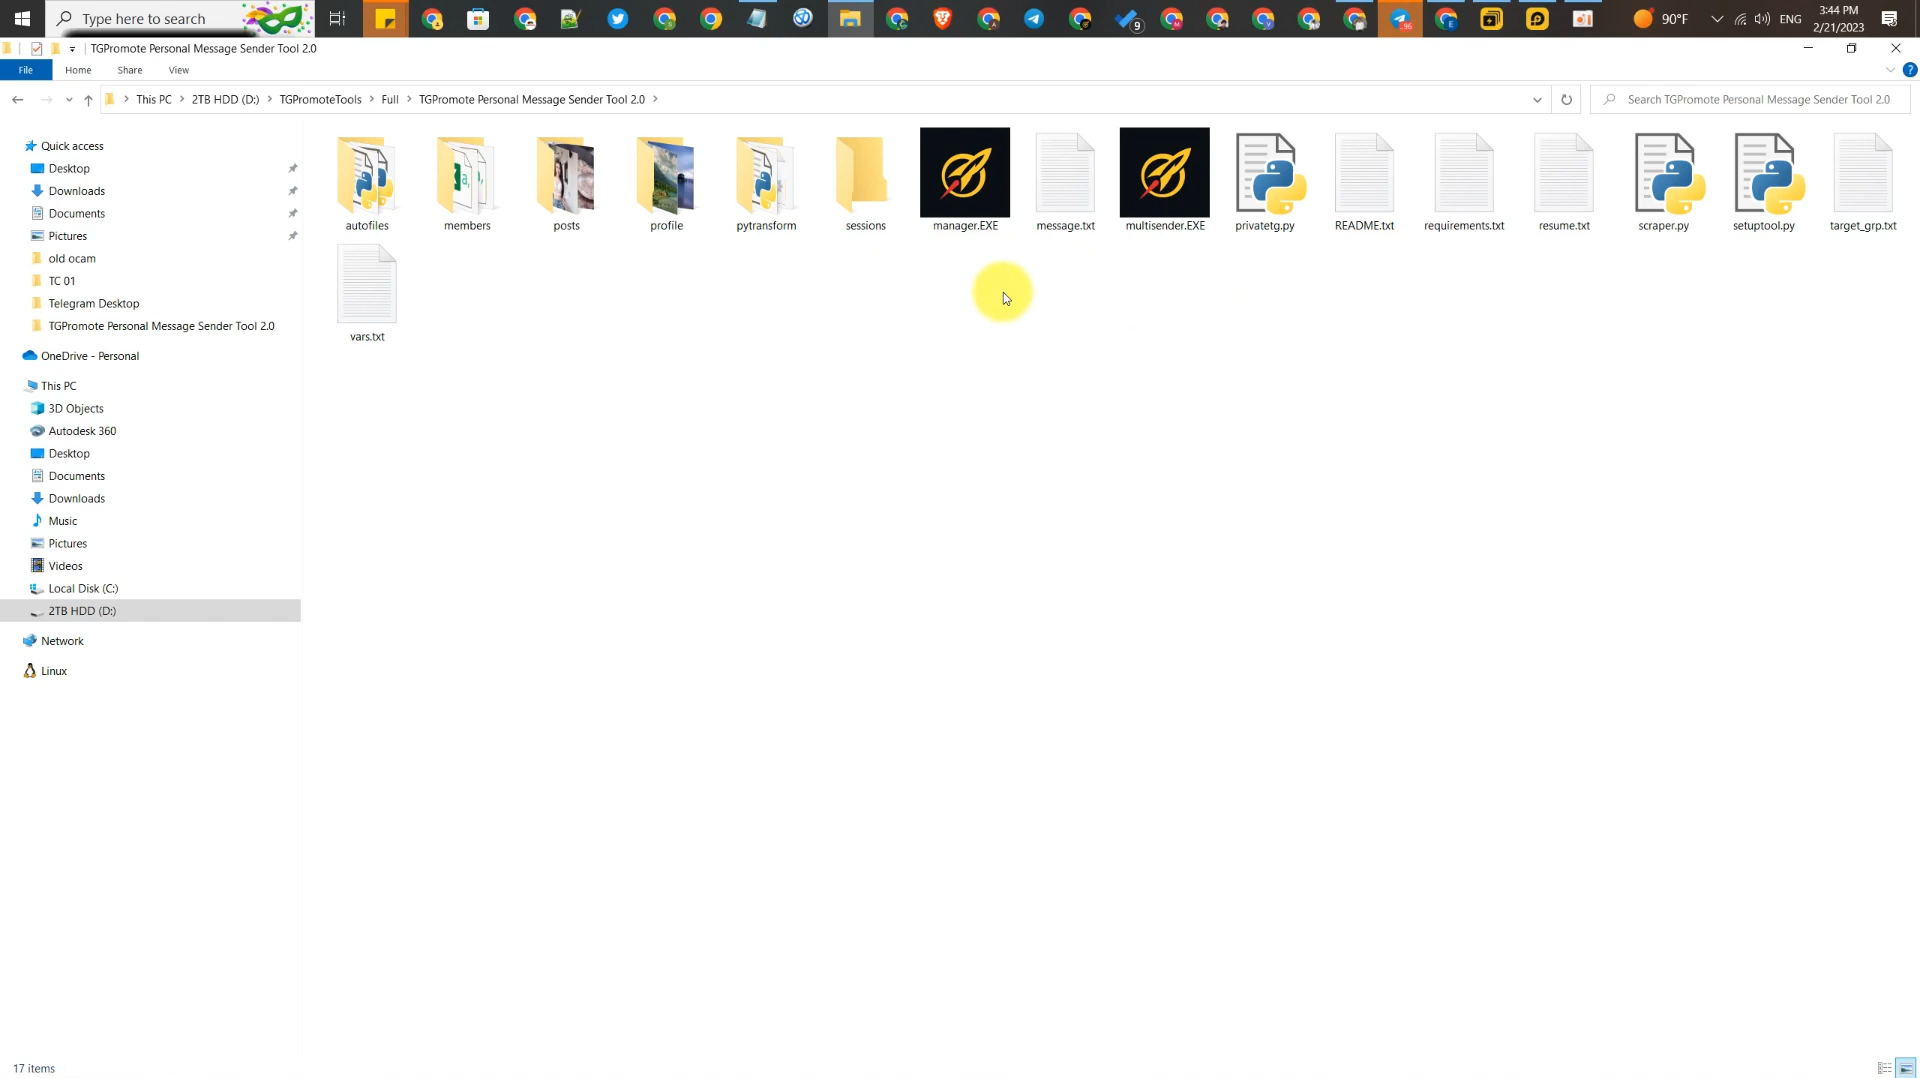 Type here to search
9
96
90°F
ENG
3:44 PM
2/21/2023
TGPromote Personal Message Sender Tool 2.0
File
Home
Share
View
This PC
2TB HDD (D:)
TGPromoteTools
Full
TGPromote Personal Message Sender Tool 2.0
Search TGPromote Personal Message Sender Tool 2.0
Quick access
Desktop
Downloads
Documents
Pictures
old ocam
TC 01
Telegram Desktop
TGPromote Personal Message Sender Tool 2.0
OneDrive - Personal
This PC
3D Objects
Autodesk 360
Desktop
Documents
Downloads
Music
Pictures
Videos
Local Disk (C:)
2TB HDD (D:)
Network
Linux
autofiles
members
posts
profile
pytransform
sessions
manager.EXE
message.txt
multisender.EXE
privatetg.py
README.txt
requirements.txt
resume.txt
scraper.py
setuptool.py
target_grp.txt
vars.txt
17 items